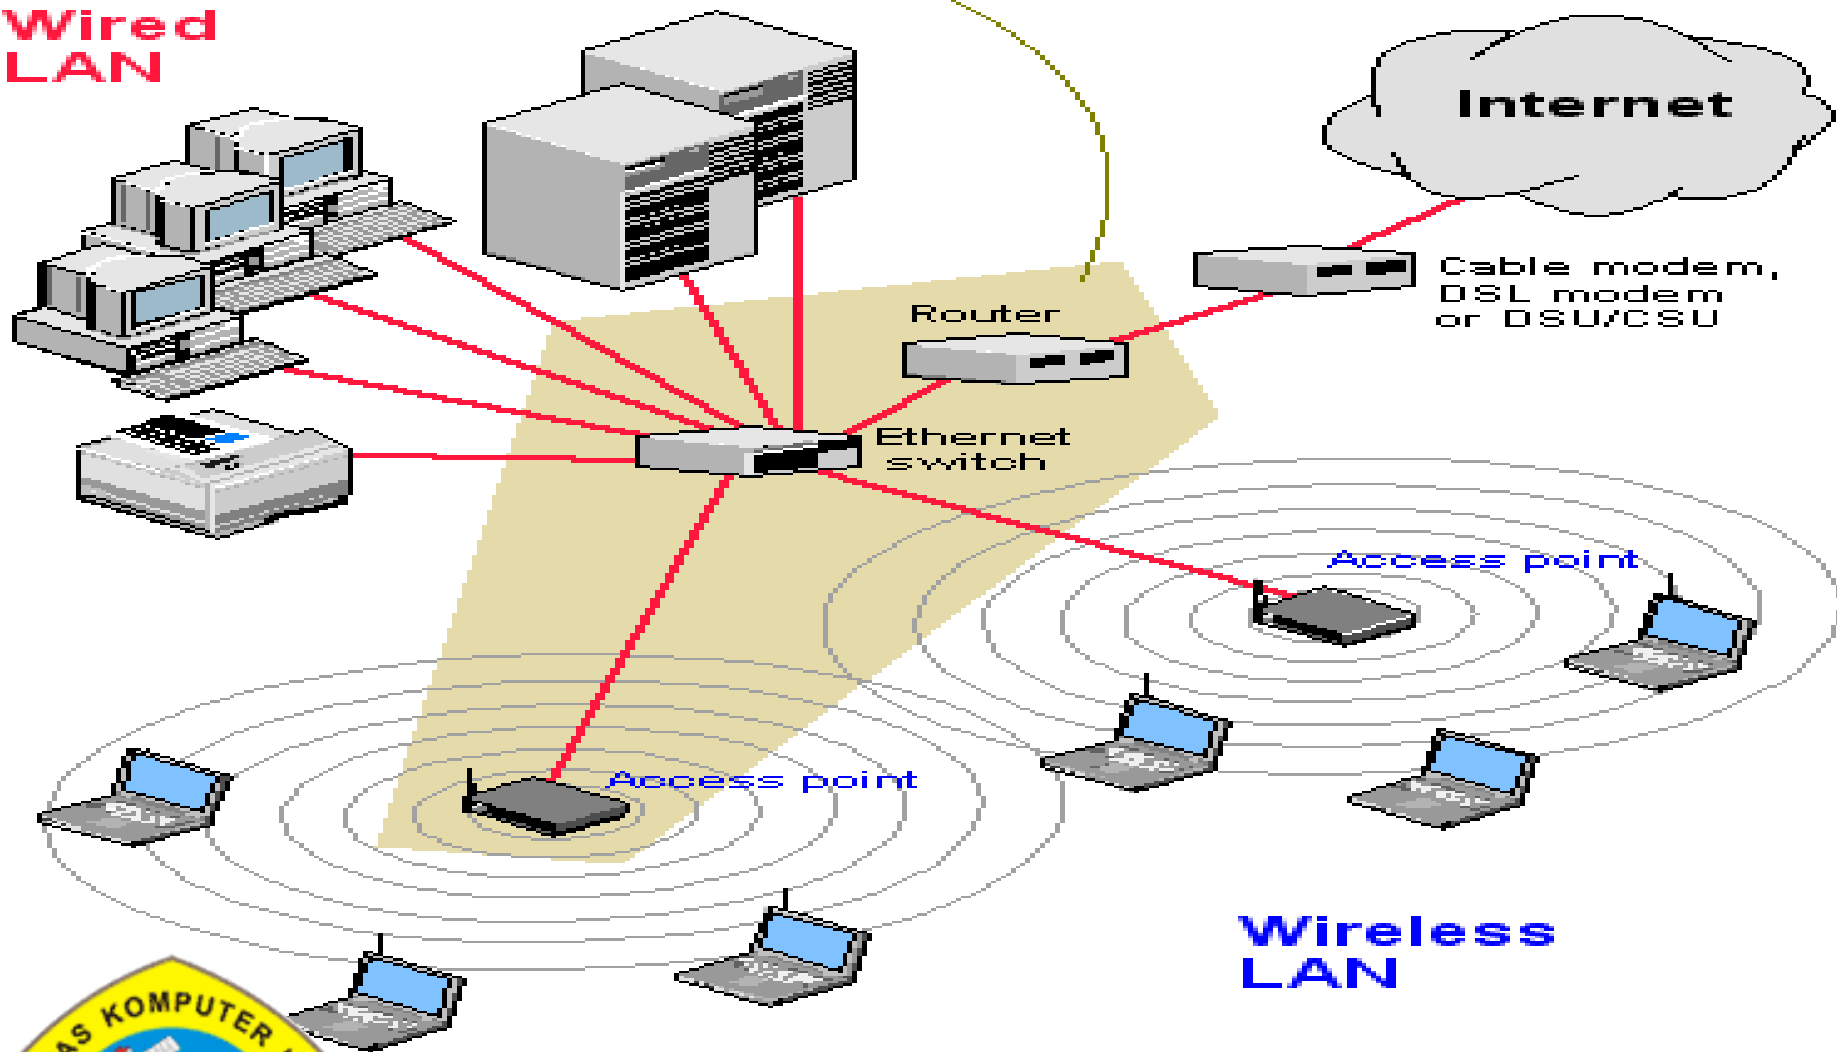 Wired
LAN
Internet
Cable modem,
DSL modem
or DSU/CSU
Router
Ethernet
switch
Access point
Access point
Wireless
LAN
KOMPUTER